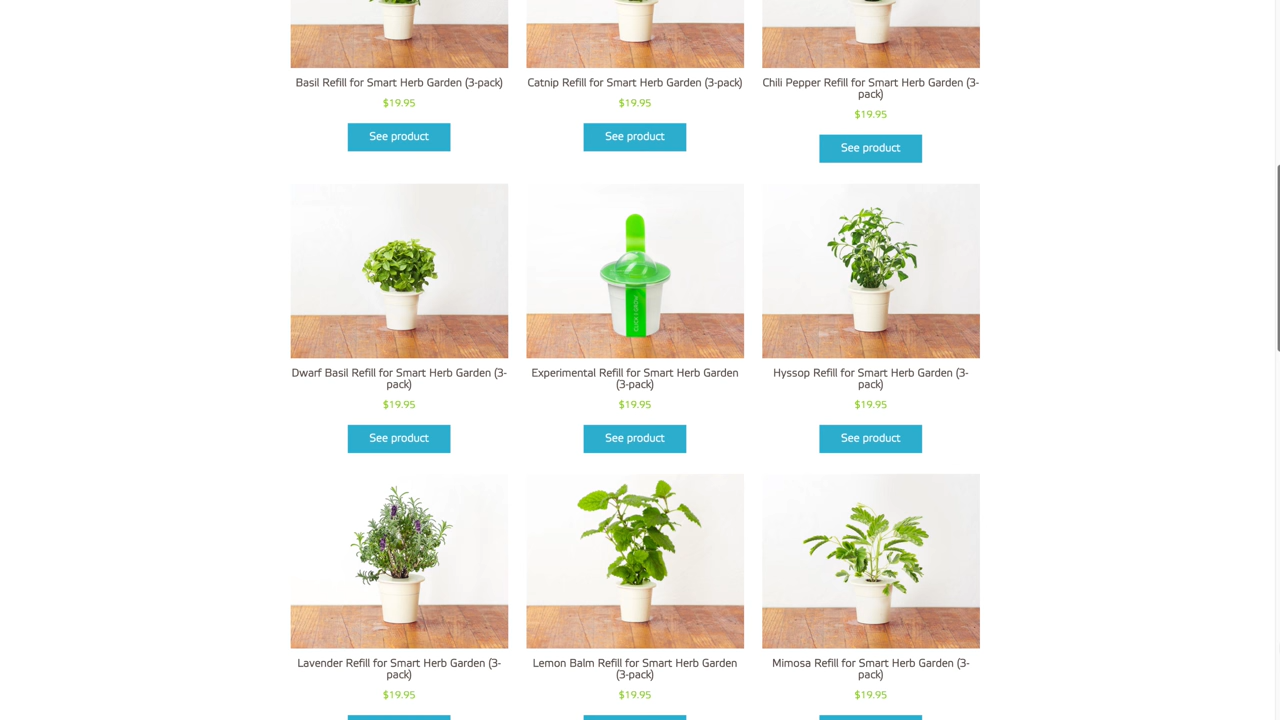 Basil Refill for Smart Herb Garden (3-pack)
$19.95
See product
Catnip Refill for Smart Herb Garden (3-pack)
$19.95
See product
Chili Pepper Refill for Smart Herb Garden (3-
pack)
$19.95
See product
CLICK & GROW
Dwarf Basil Refill for Smart Herb Garden (3-
pack)
$19.95
See product
Experimental Refill for Smart Herb Garden
(3-pack)
$19.95
See product
Hyssop Refill for Smart Herb Garden (3-
pack)
$19.95
See product
Lavender Refill for Smart Herb Garden (3-
pack)
$19.95
Lemon Balm Refill for Smart Herb Garden
(3-pack)
$19.95
Mimosa Refill for Smart Herb Garden (3-
pack)
$19.95